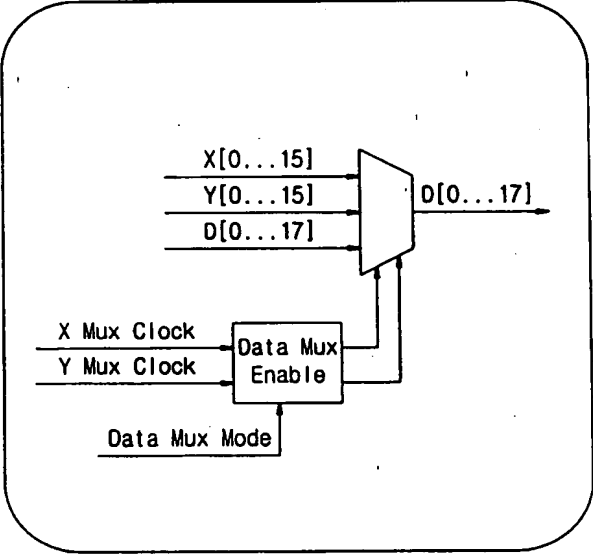 X[0...15]
Y[0...15]
D[0...17]
D[0...17]
X Mux Clock
Y Mux Clock
Data Mux
Enable
Data Mux Mode